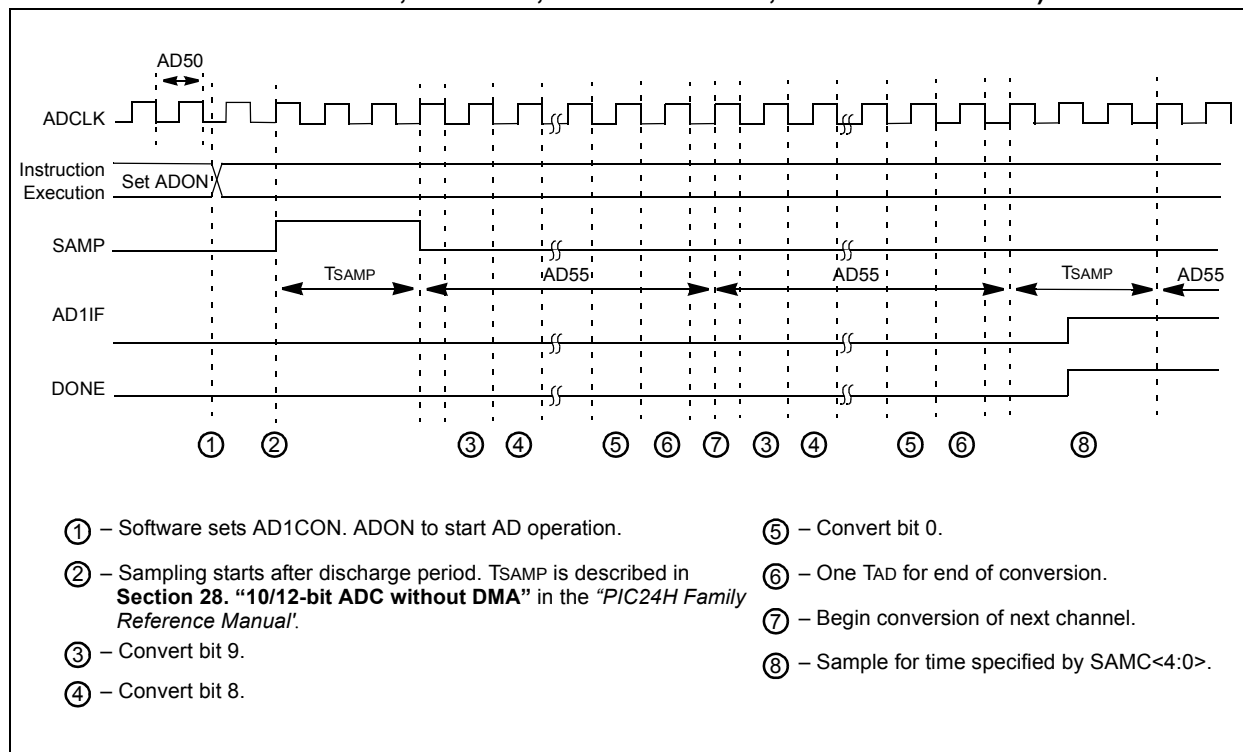 AD50
ADCLK
Instruction
Execution
Set ADON
SAMP
TSAMP
AD55
AD55
TSAMP
AD55
AD1IF
DONE
1 2 3 4 5 6 7 3 4 5 6 8
① – Software sets AD1CON. ADON to start AD operation.
② – Sampling starts after discharge period. TSAMP is described in
Section 28. “10/12-bit ADC without DMA” in the “PIC24H Family
Reference Manual'.
③ – Convert bit 9.
④ – Convert bit 8.
⑤ – Convert bit 0.
⑥ – One TAD for end of conversion.
⑦ – Begin conversion of next channel.
⑧ – Sample for time specified by SAMC<4:0>.